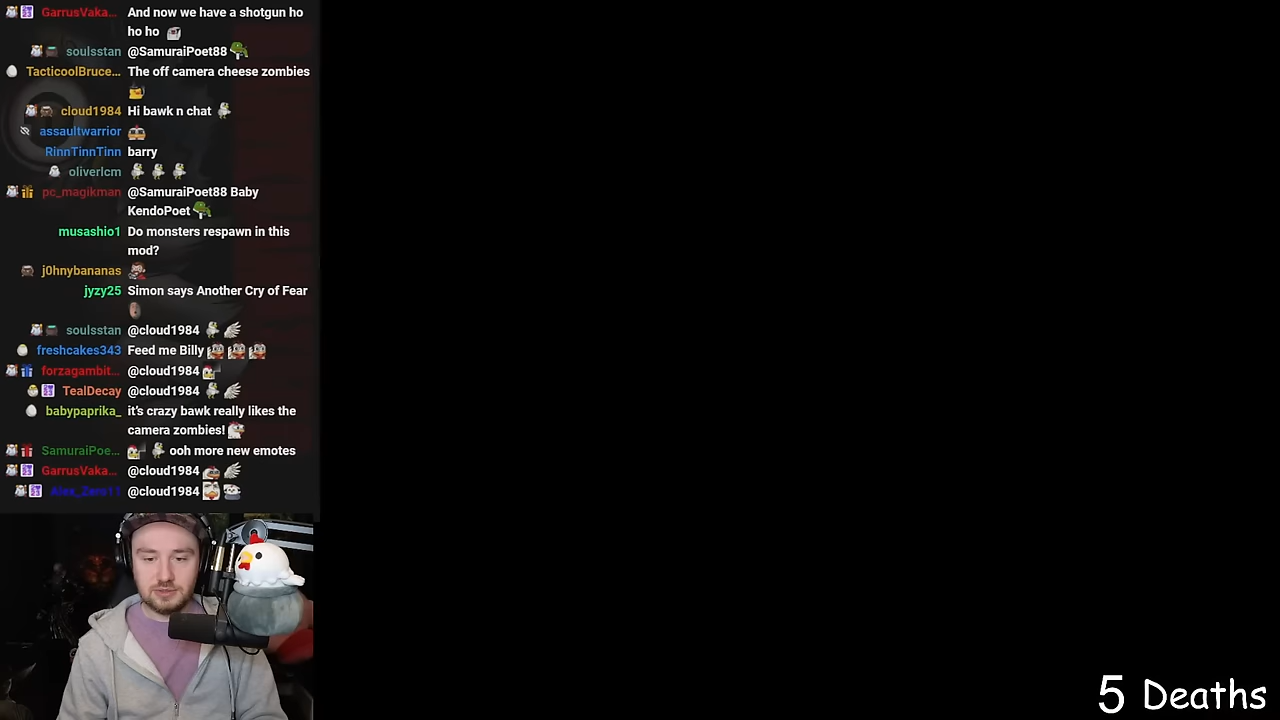 GarrusVaka... And now we have a shotgun ho
ho ho
soulsstan @SamuraiPoet88
TacticoolBruce... The off camera cheese zombies
cloud1984 Hi bawk n chat
assaultwarrior
RinnTinnTinn barry
oliverlcm
pc_magikman @SamuraiPoet88 Baby
KendoPoet
musashio1 Do monsters respawn in this
mod?
j0hnybananas
jyzy25 Simon says Another Cry of Fear
soulsstan @cloud1984
freshcakes343 Feed me Billy
forzagambit... @cloud1984
TealDecay @cloud1984
babypaprika_ it's crazy bawk really likes the
camera zombies!
SamuraiPoe... ooh more new emotes
GarrusVaka... @cloud1984
Alex_Zero11 @cloud1984
5 Deaths